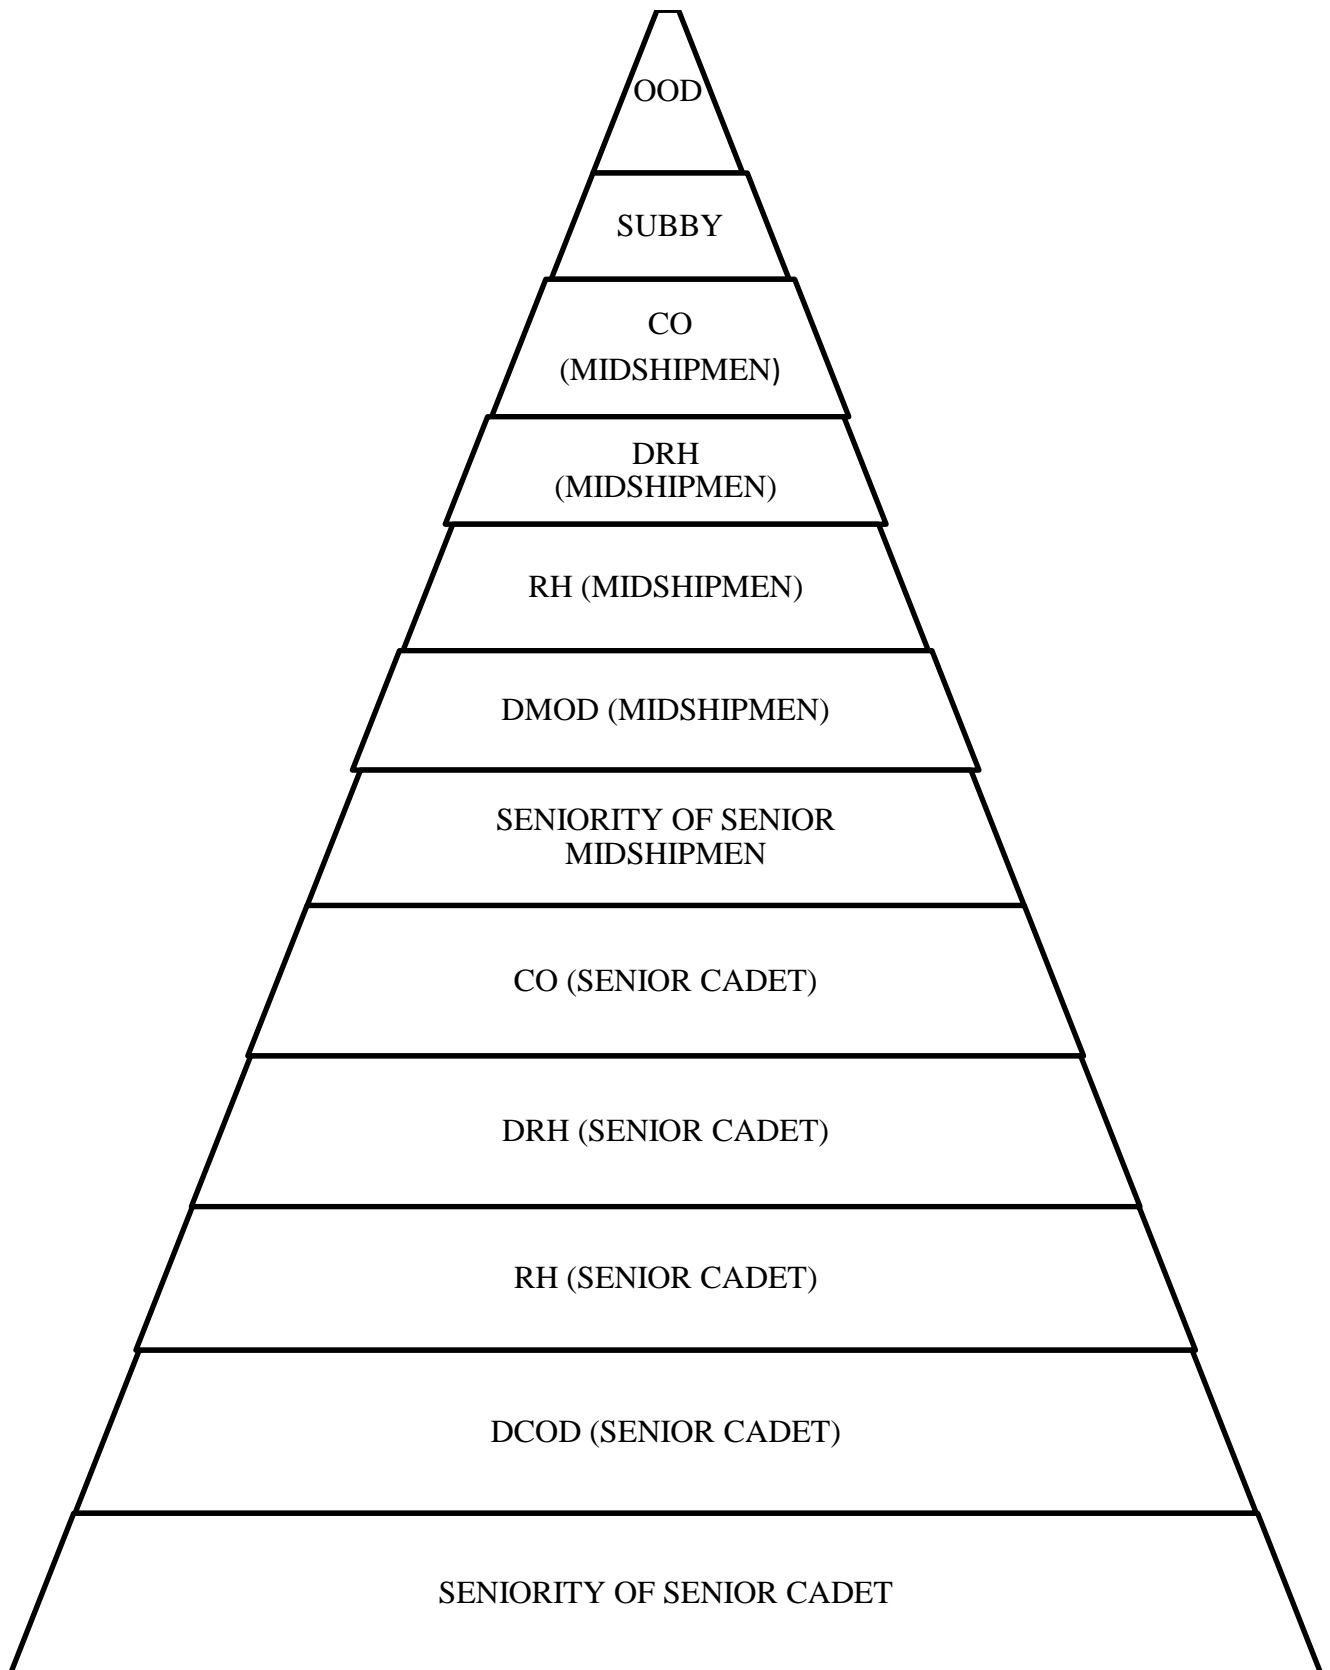 OOD
SUBBY
CO
(MIDSHIPMEN)
DRH
(MIDSHIPMEN)
RH (MIDSHIPMEN)
DMOD (MIDSHIPMEN)
SENIORITY OF SENIOR
MIDSHIPMEN
CO (SENIOR CADET)
DRH (SENIOR CADET)
RH (SENIOR CADET)
DCOD (SENIOR CADET)
SENIORITY OF SENIOR CADET